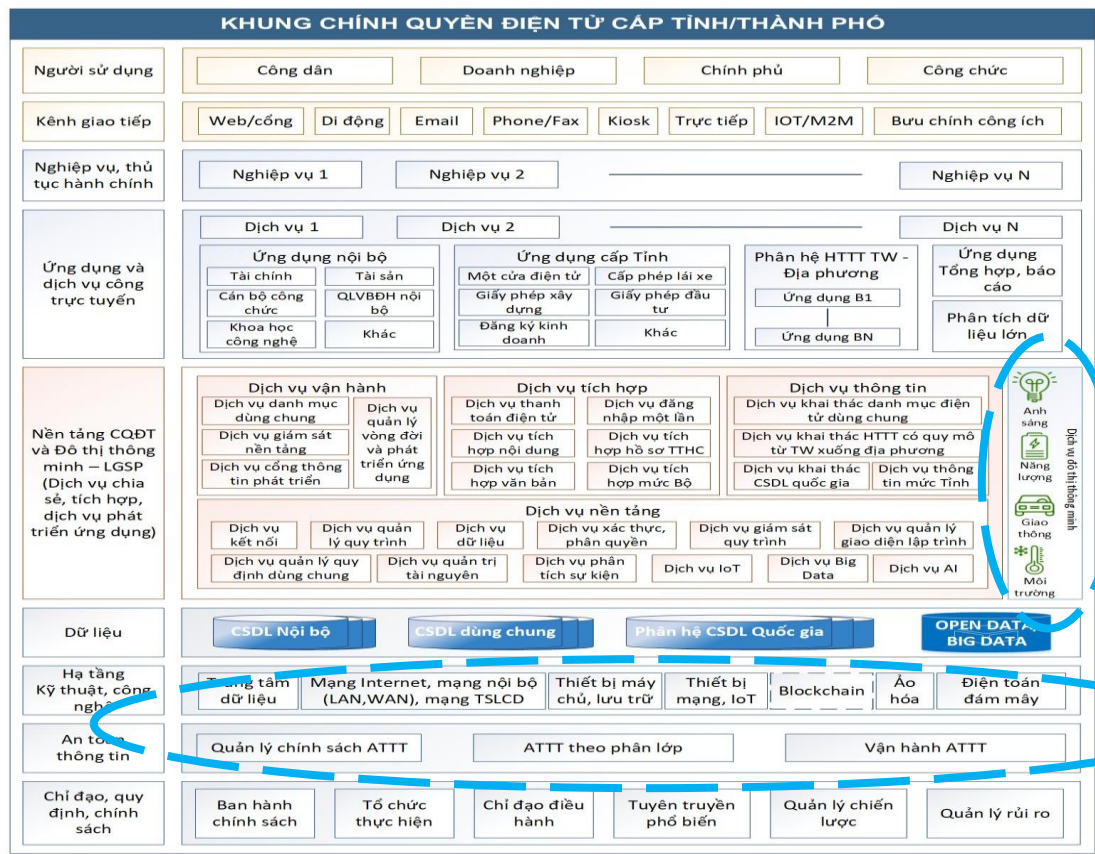 KHUNG CHÍNH QUYỀN ĐIỆN TỬ CẤP TỈNH/THÀNH PHỐ
Người sử dụng
Công dân
Doanh nghiệp
Chính phủ
Công chức
Kênh giao tiếp
Web/cổng
Di động
Email
Phone/Fax
Kiosk
Trực tiếp
IOT/M2M
Bưu chính công ích
Nghiệp vụ, thủ
tục hành chính
Nghiệp vụ 1
Nghiệp vụ 2
Nghiệp vụ N
Ứng dụng và
dịch vụ công
trực tuyến
Dịch vụ 1
Dịch vụ 2
Dịch vụ N
Ứng dụng nội bộ
Tài chính
Tài sản
Cán bộ công
chức
QLVBĐH nội
bộ
Khoa học
công nghệ
Khác
Ứng dụng cấp Tỉnh
Một cửa điện tử
Cấp phép lái xe
Giấy phép xây
dựng
Giấy phép đầu
tư
Đăng ký kinh
doanh
Khác
Phân hệ HTTT TW -
Địa phương
Ứng dụng B1
Ứng dụng BN
Ứng dụng
Tổng hợp, báo
cáo
Phân tích dữ
liệu lớn
Nền tảng CQĐT
và Đô thị thông
minh – LGSP
(Dịch vụ chia
sẻ, tích hợp,
dịch vụ phát
triển ứng dụng)
Dịch vụ vận hành
Dịch vụ danh mục
dùng chung
Dịch vụ giám sát
nền tảng
Dịch vụ cổng thông
tin phát triển
Dịch vụ
quản lý
vòng đời
và phát
triển ứng
dụng
Dịch vụ tích hợp
Dịch vụ thanh
toán điện tử
Dịch vụ đăng
nhập một lần
Dịch vụ tích
hợp nội dung
Dịch vụ tích
hợp hồ sơ TTHC
Dịch vụ tích
hợp văn bản
Dịch vụ tích
hợp mức Bộ
Dịch vụ thông tin
Dịch vụ khai thác danh mục điện
tử dùng chung
Dịch vụ khai thác HTTT có quy mô
từ TW xuống địa phương
Dịch vụ khai thác
CSDL quốc gia
Dịch vụ thông
tin mức Tỉnh
Dịch vụ nền tảng
Dịch vụ
kết nối
Dịch vụ quản
lý quy trình
Dịch vụ
dữ liệu
Dịch vụ xác thực,
phân quyền
Dịch vụ giám sát
quy trình
Dịch vụ quản lý
giao diện lập trình
Dịch vụ quản lý quy
định dùng chung
Dịch vụ quản trị
tài nguyên
Dịch vụ phân
tích sự kiện
Dịch vụ IoT
Dịch vụ Big
Data
Dịch vụ AI
Ánh
sáng
Năng
lượng
Giao
thông
Môi
trường
Dịch vụ đô thị thông minh
Dữ liệu
CSDL Nội bộ
CSDL dùng chung
Phân hệ CSDL Quốc gia
OPEN DATA,
BIG DATA
Hạ tầng
Kỹ thuật, công
nghệ
Trung tâm
dữ liệu
Mạng Internet, mạng nội bộ
(LAN,WAN), mạng TSLCD
Thiết bị máy
chủ, lưu trữ
Thiết bị
mạng, IoT
Blockchain
Ảo
hóa
Điện toán
đám mây
An toàn
thông tin
Quản lý chính sách ATTT
ATTT theo phân lớp
Vận hành ATTT
Chỉ đạo, quy
định, chính
sách
Ban hành
chính sách
Tổ chức
thực hiện
Chỉ đạo điều
hành
Tuyên truyền
phổ biến
Quản lý chiến
lược
Quản lý rủi ro